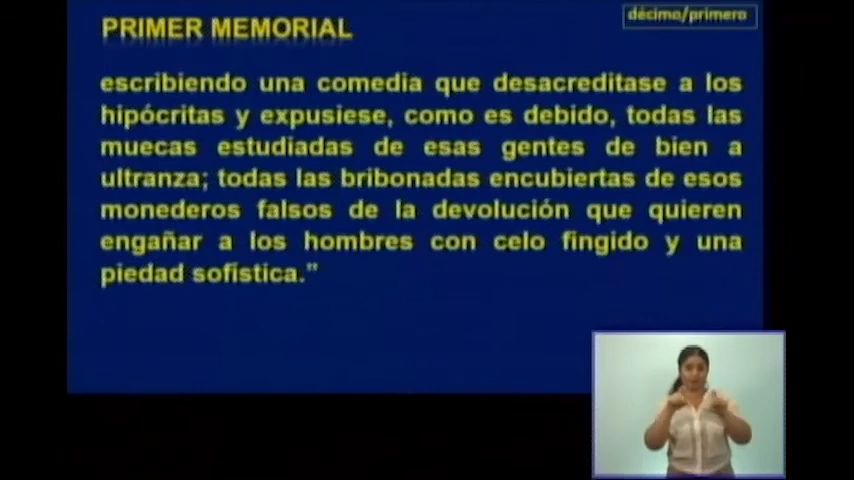 PRIMER MEMORIAL
décimo/primero
escribiendo una comedia que desacreditase a los
hipócritas y expusiese, como es debido, todas las
muecas estudiadas de esas gentes de bien a
ultranza; todas las bribonadas encubiertas de esos
monederos falsos de la devolución que quieren
engañar a los hombres con celo fingido y una
piedad sofística."